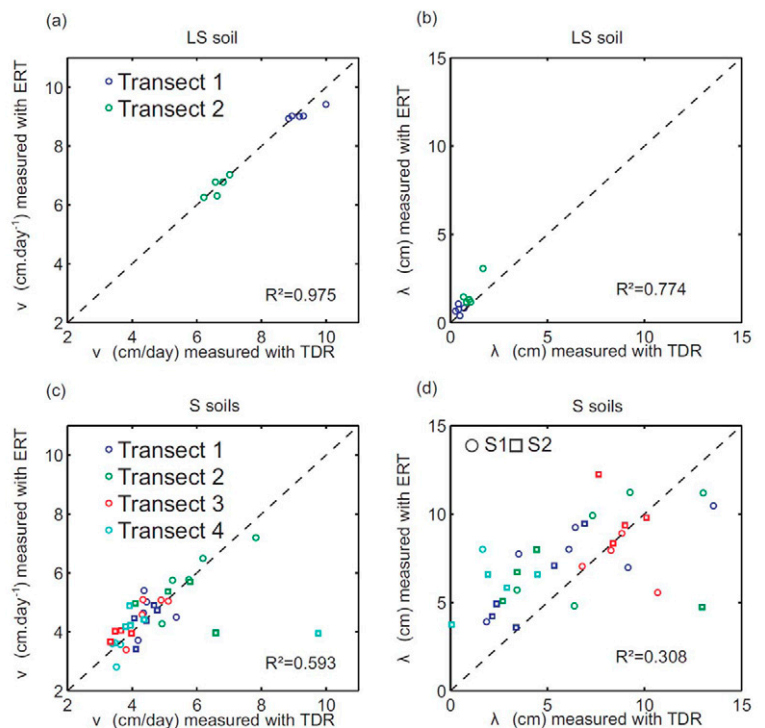 (a)
LS soil
Transect 1
Transect 2
R²=0.975
v (cm.day⁻¹) measured with ERT
10
8
6
4
2
2 4 6 8 10
v (cm/day) measured with TDR
(b)
LS soil
R²=0.774
λ (cm) measured with ERT
15
10
5
0
0 5 10 15
λ (cm) measured with TDR
(c)
S soils
Transect 1
Transect 2
Transect 3
Transect 4
R²=0.593
v (cm.day⁻¹) measured with ERT
10
8
6
4
2
2 4 6 8 10
v (cm/day) measured with TDR
(d)
S soils
S1 S2
R²=0.308
λ (cm) measured with ERT
15
10
5
0
0 5 10 15
λ (cm) measured with TDR